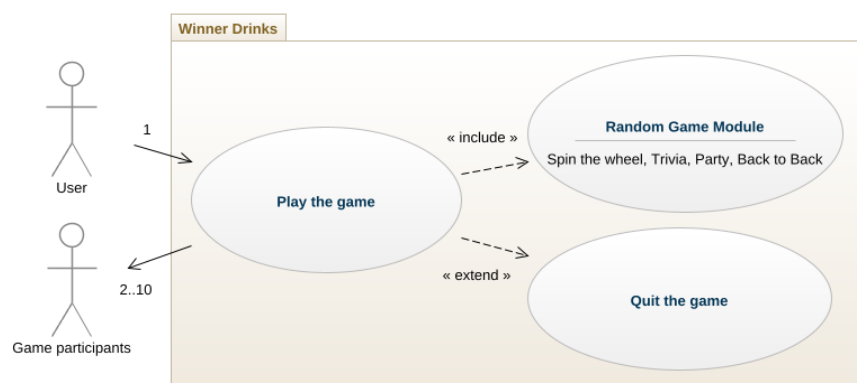 Winner Drinks
1
User
2..10
Game participants
Play the game
« include »
« extend »
Random Game Module
Spin the wheel, Trivia, Party, Back to Back
Quit the game